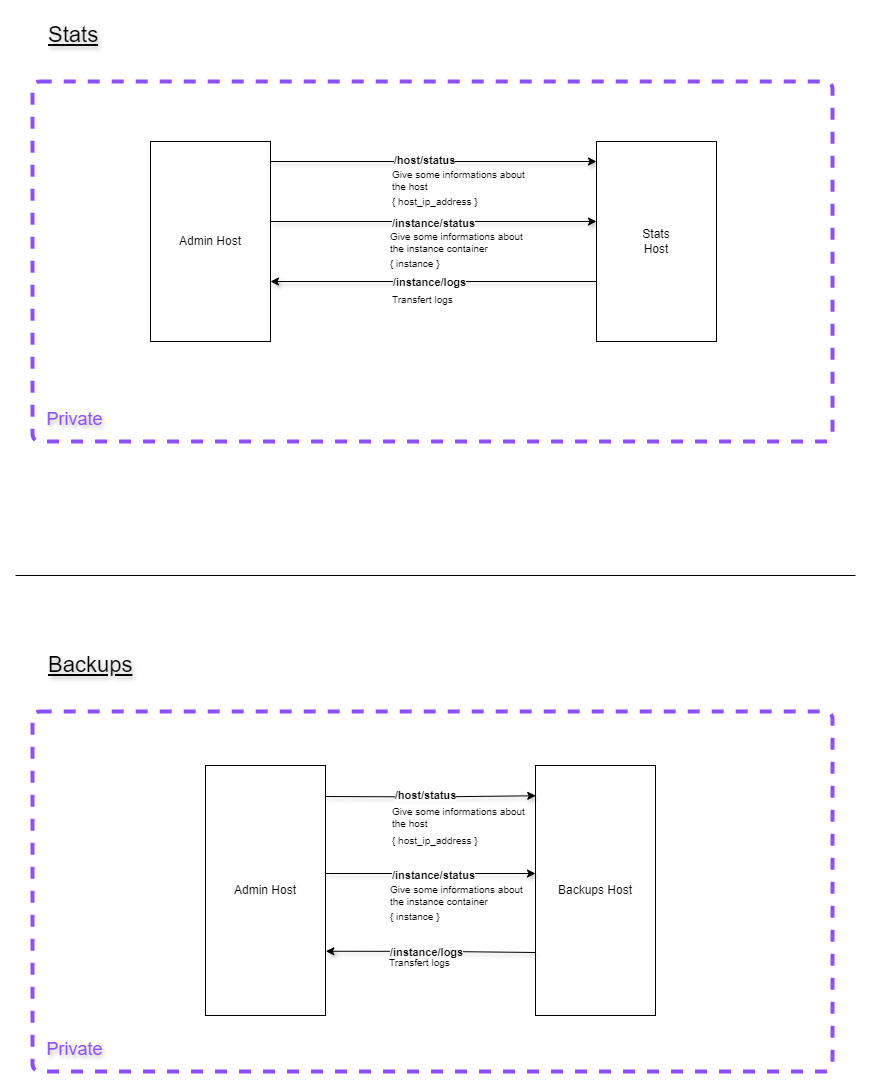 Stats
/host/status
Give some informations about
the host
{ host_ip_address }
Admin Host
/instance/status
Give some informations about
the instance container
{ instance }
Stats
Host
/instance/logs
Transfert logs
Private
Backups
/host/status
Give some informations about
the host
{ host_ip_address }
/instance/status
Admin Host
Give some informations about
the instance container
{ instance }
Backups Host
/instance/logs
Transfert logs
Private